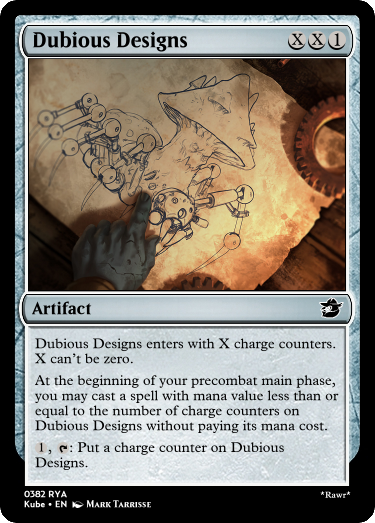 Dubious Designs XX1
Artifact
Dubious Designs enters with X charge counters.
X can't be zero.
At the beginning of your precombat main phase,
you may cast a spell with mana value less than or
equal to the number of charge counters on
Dubious Designs without paying its mana cost.
1, : Put a charge counter on Dubious
Designs.
0382 RYA
Kube • EN Mark Tarrisse
*Rawr*